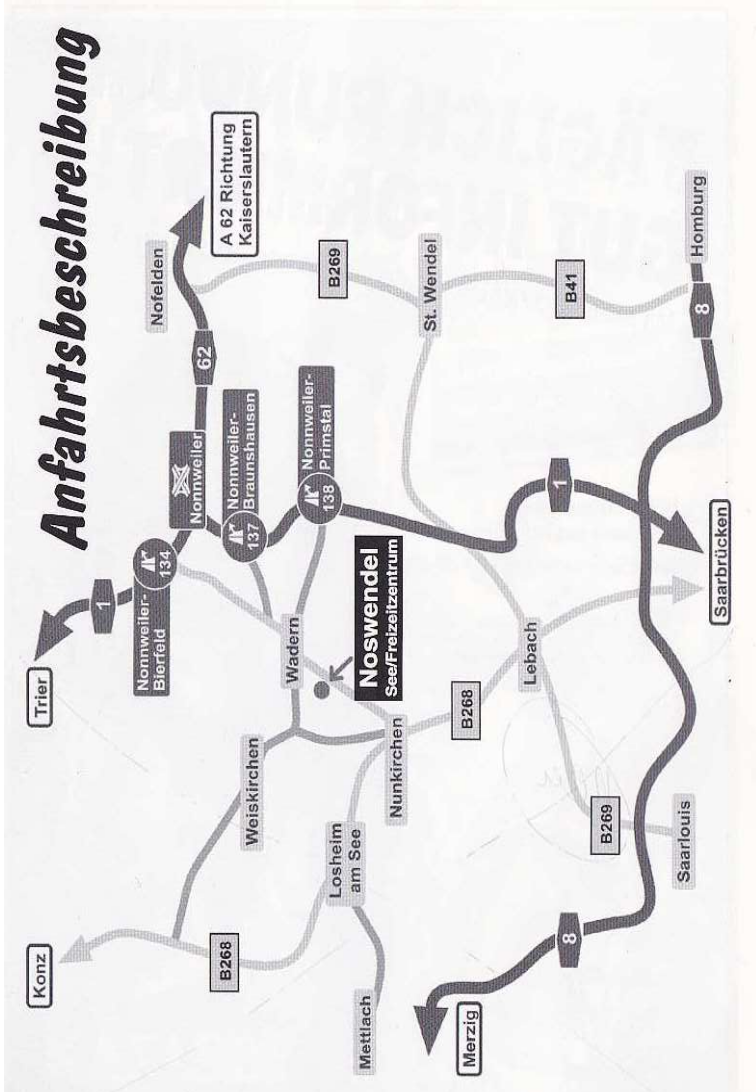 Anfahrtsbeschreibung
Konz
Trier
B268
Weiskirchen
Nonnweiler-
Bierfeld
1
134
Nonnweiler
62
Nofelden
A 62 Richtung
Kaiserslautern
137
Nonnweiler-
Braunshausen
Wadern
138
Nonnweiler-
Primstal
B269
Mettlach
Losheim
am See
Nunkirchen
Noswendel
See/Freizeitzentrum
St. Wendel
B268
Lebach
1
B41
Merzig
8
B269
Saarlouis
Saarbrücken
8
Homburg